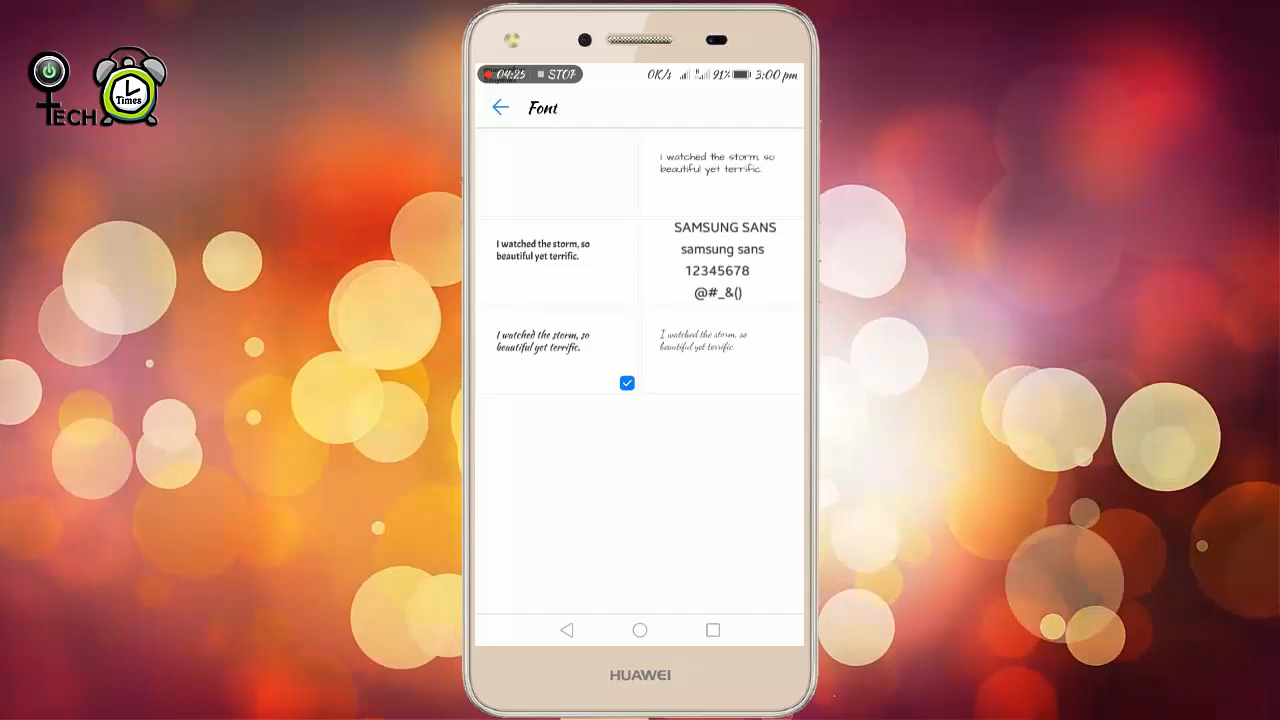 TECH Times
04:25 STOP
0K/s 91% 3:00 pm
Font
I watched the storm, so
beautiful yet terrific.
I watched the storm, so
beautiful yet terrific.
SAMSUNG SANS
samsung sans
12345678
@#_&()
I watched the storm, so
beautiful yet terrific.
I watched the storm, so
beautiful yet terrific.
HUAWEI